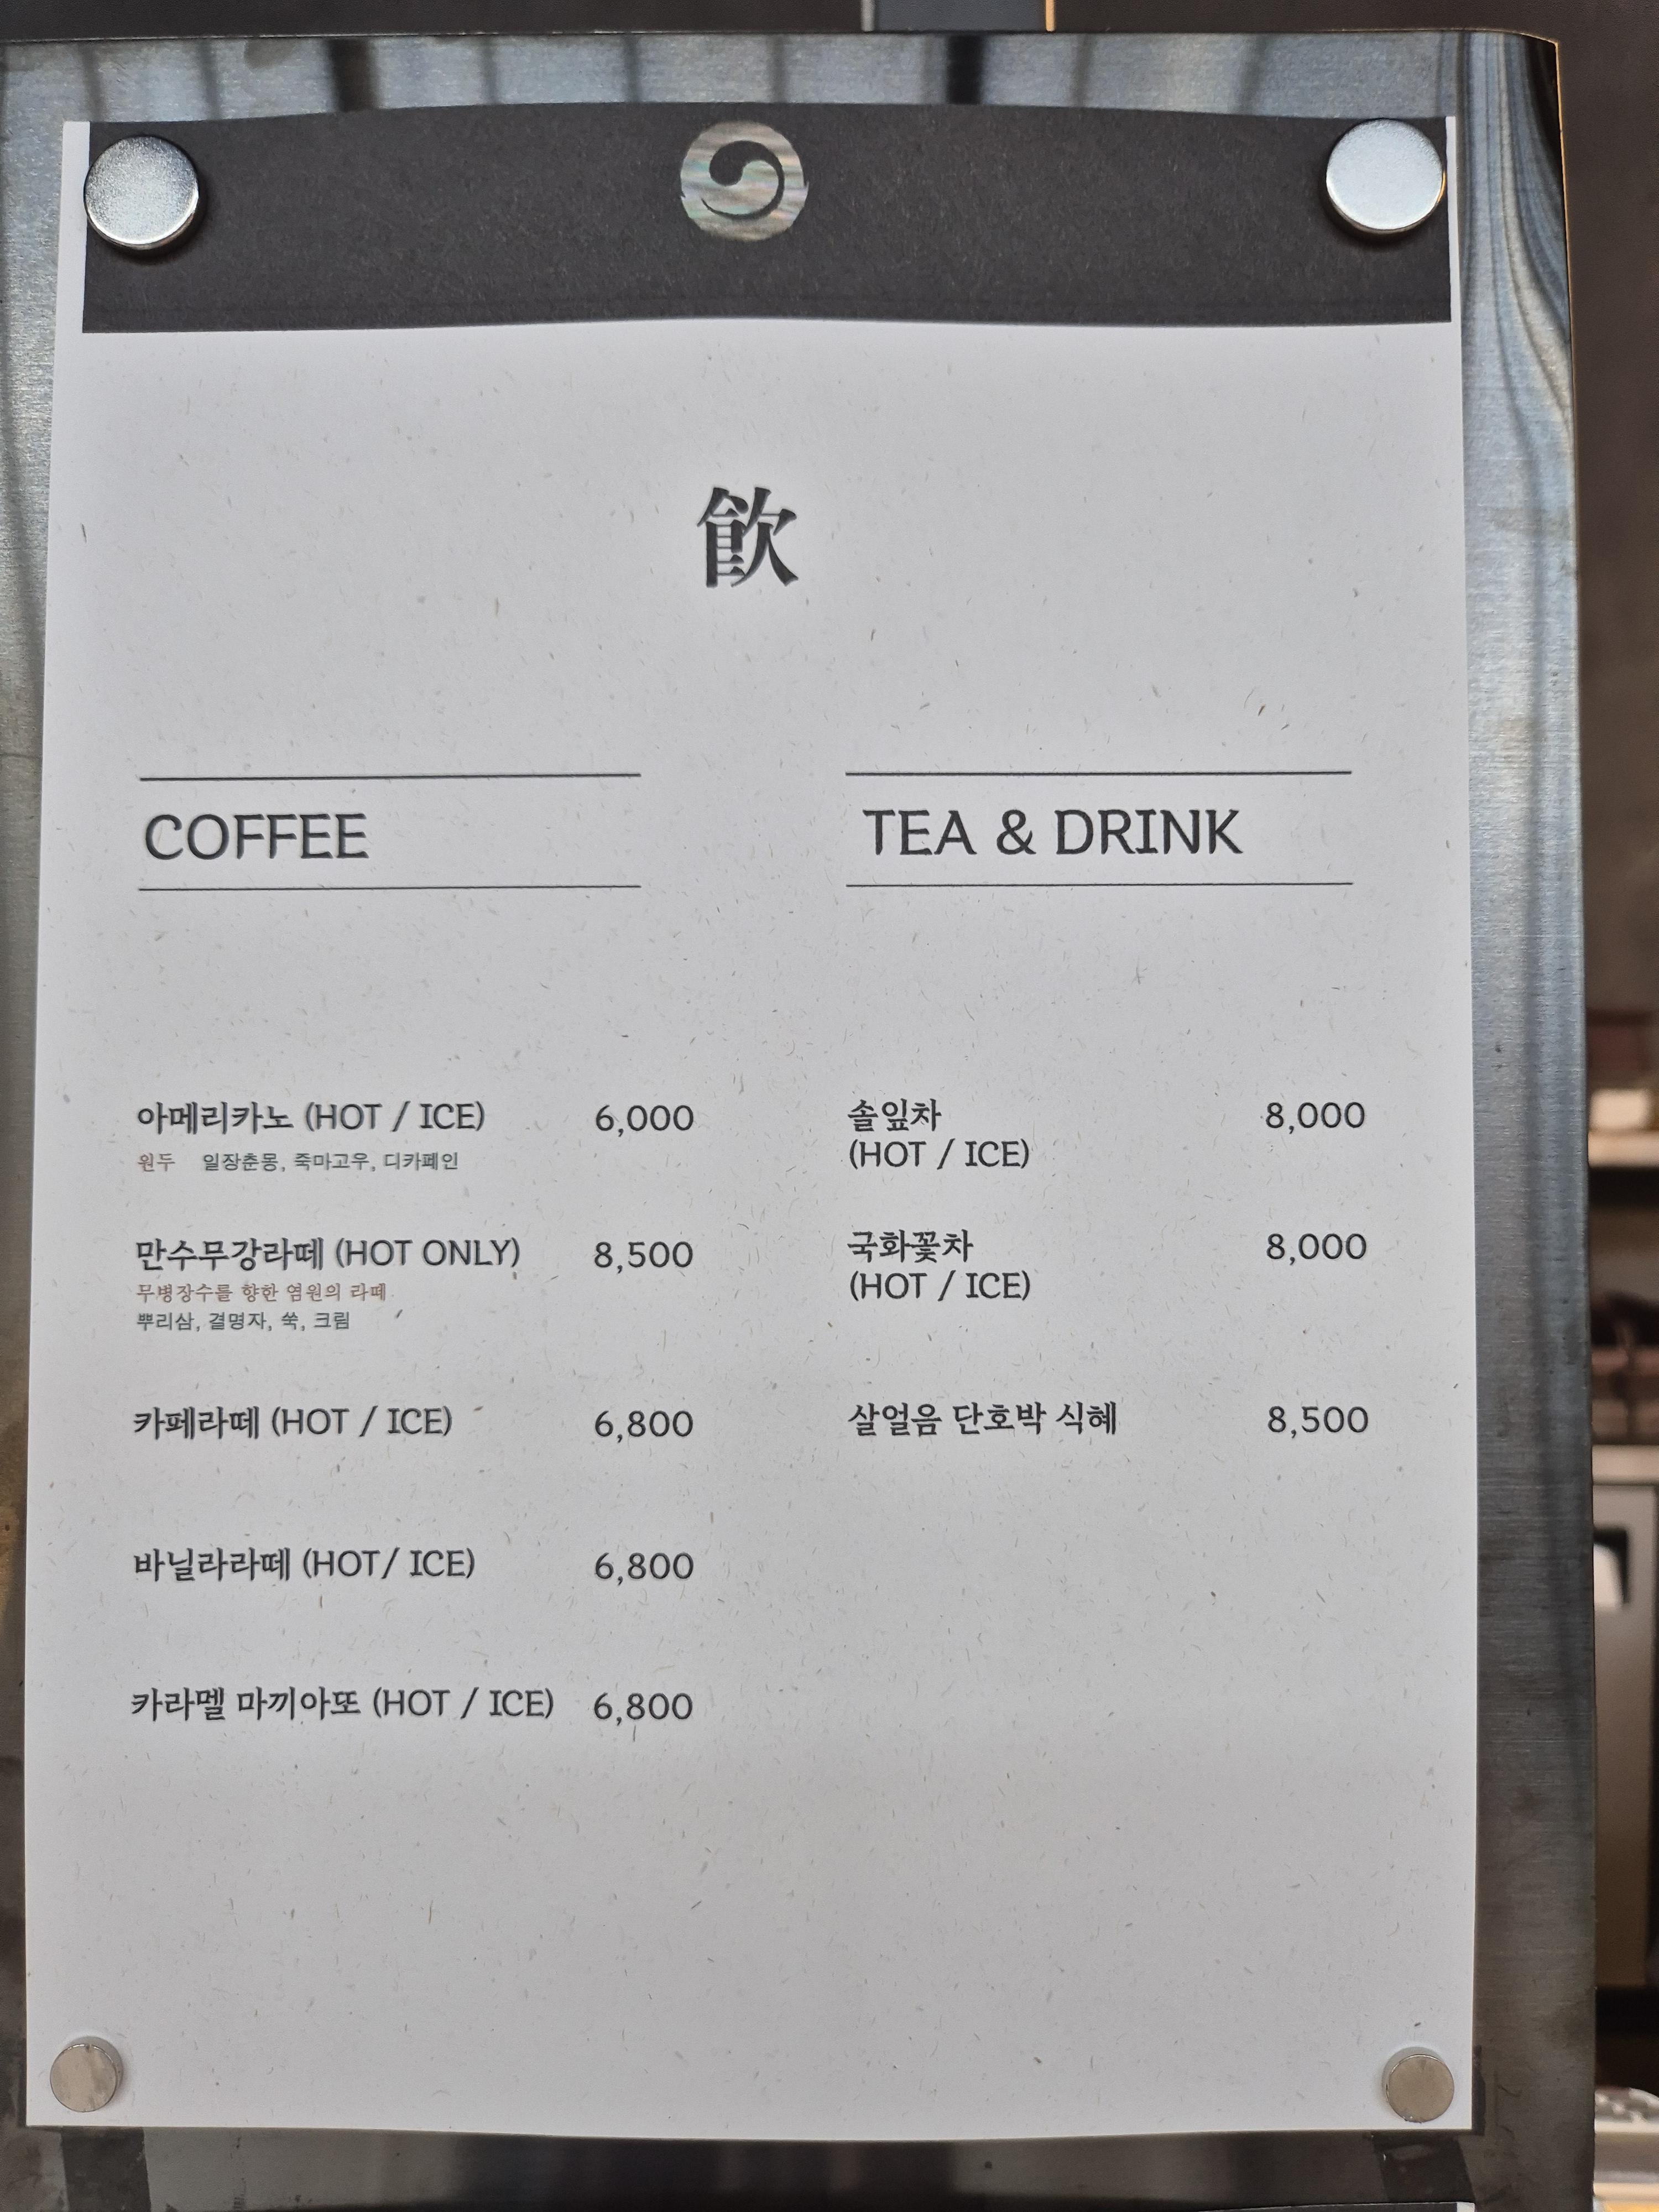 飮
COFFEE
아메리카노 (HOT / ICE) 6,000
원두 일장춘몽, 죽마고우, 디카페인
만수무강라떼 (HOT ONLY) 8,500
무병장수를 향한 염원의 라떼
뿌리삼, 결명자, 쑥, 크림
카페라떼 (HOT / ICE) 6,800
바닐라라떼 (HOT/ ICE) 6,800
카라멜 마끼아또 (HOT / ICE) 6,800
TEA & DRINK
솔잎차 8,000
(HOT / ICE)
국화꽃차 8,000
(HOT / ICE)
살얼음 단호박 식혜 8,500